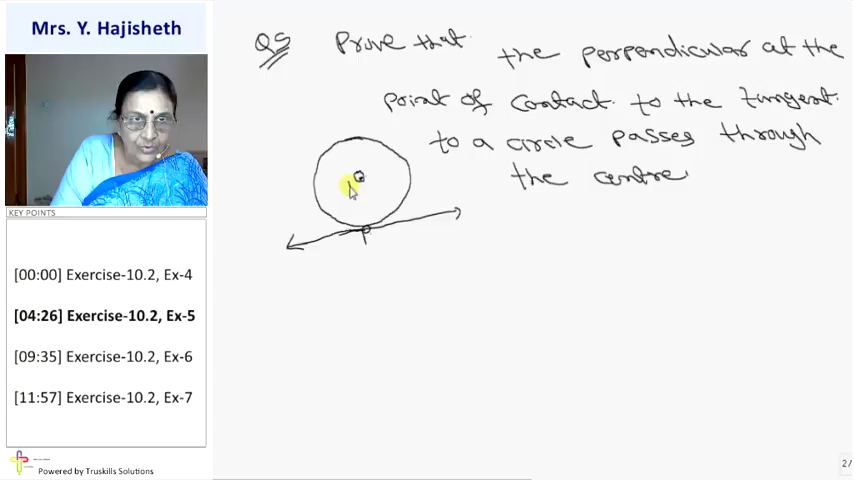 Mrs. Y. Hajisheth
KEY POINTS
[00:00] Exercise-10.2, Ex-4
[04:26] Exercise-10.2, Ex-5
[09:35] Exercise-10.2, Ex-6
[11:57] Exercise-10.2, Ex-7
Powered by Truskills Solutions
Q5 Prove that the perpendicular at the
point of contact to the tangent
to a circle passes through
the centre
P
2/